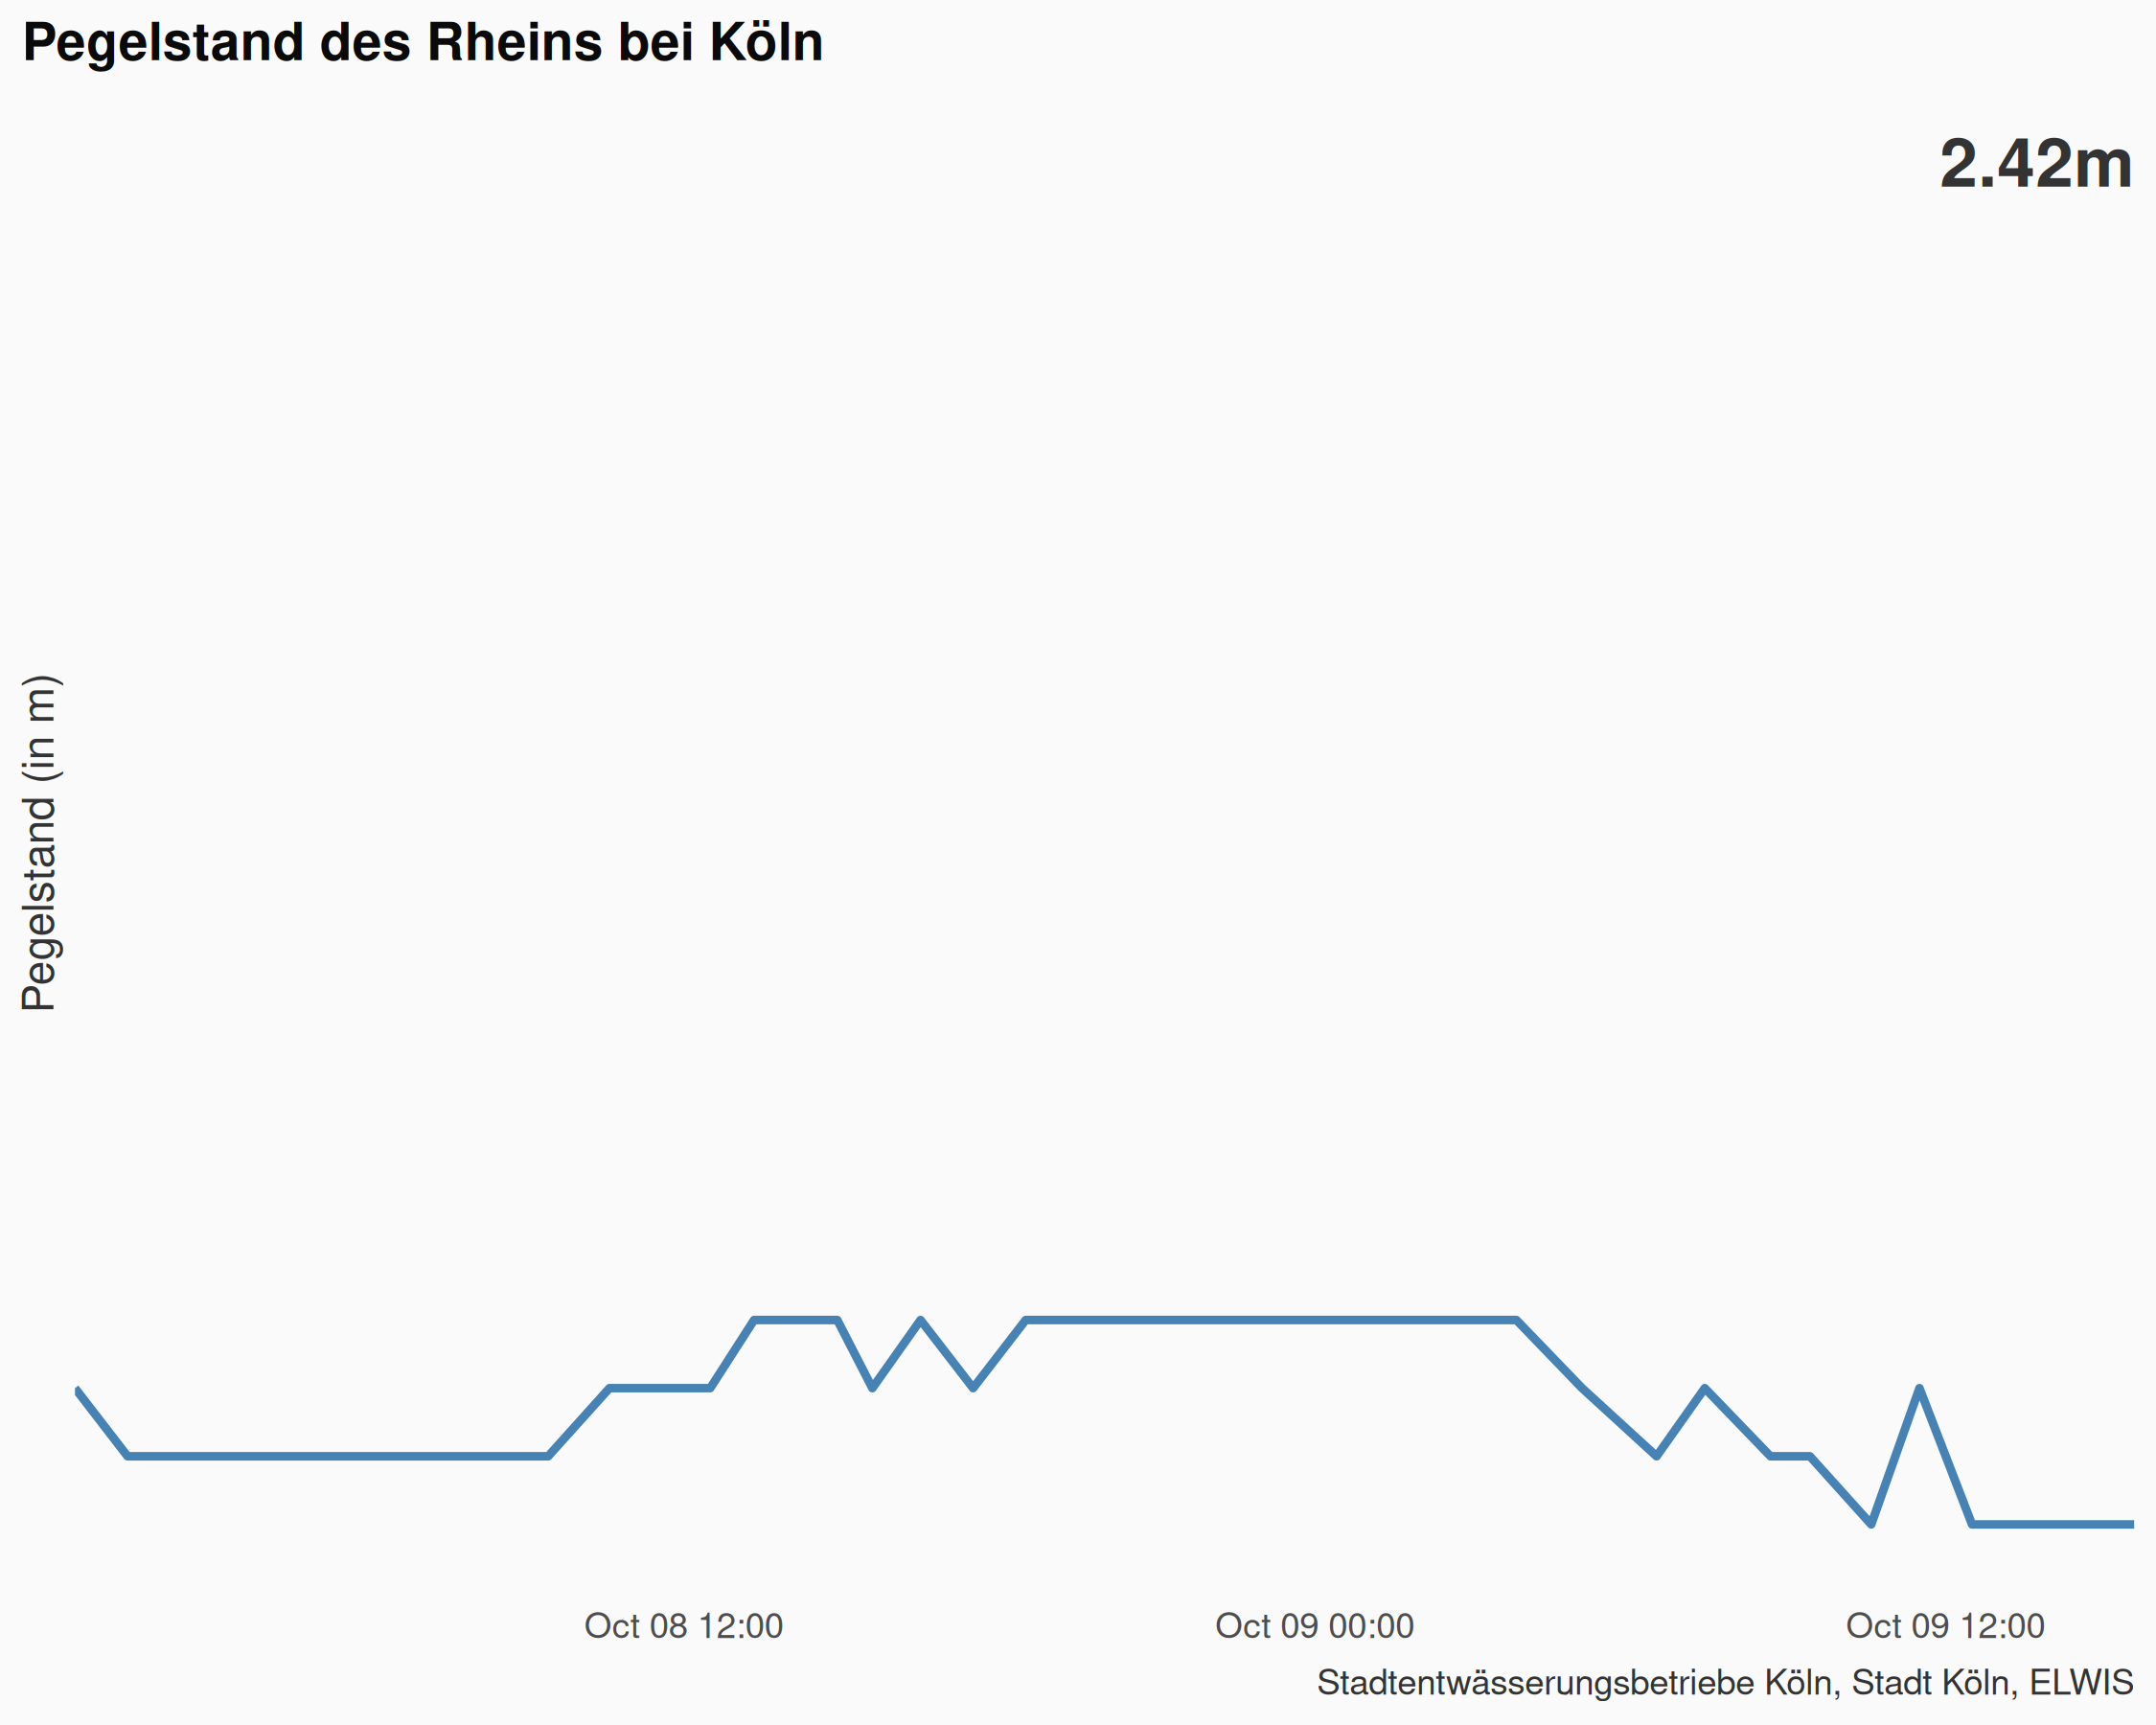 Pegelstand des Rheins bei Köln
2.42m
Pegelstand (in m)
Oct 08 12:00
Oct 09 00:00
Oct 09 12:00
Stadtentwässerungsbetriebe Köln, Stadt Köln, ELWIS